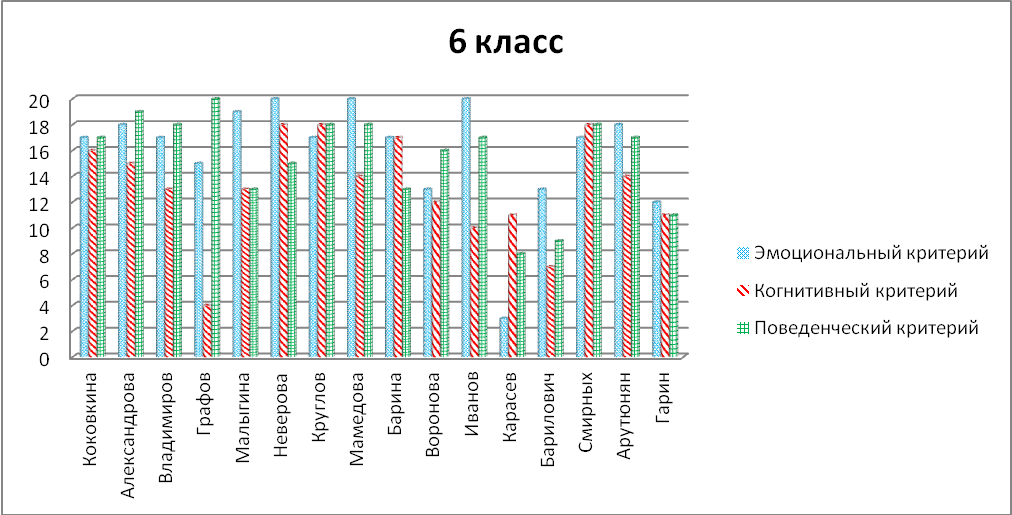 6 класс
20
18
16
14
12
10
8
6
4
2
0
Коковкина
Александрова
Владимиров
Графов
Малыгина
Неверова
Круглов
Мамедова
Барина
Воронова
Иванов
Карасев
Барилович
Смирных
Арутюнян
Гарин
Эмоциональный критерий
Когнитивный критерий
Поведенческий критерий